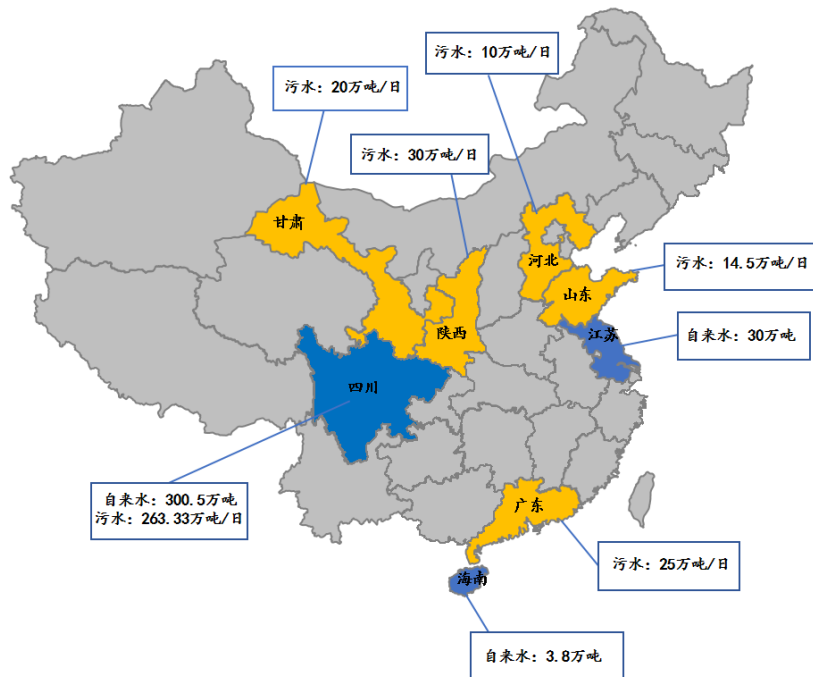 污水：10万吨/日
污水：20万吨/日
污水：30万吨/日
甘肃
河北
污水：14.5万吨/日
山东
陕西
江苏
自来水：30万吨
四川
自来水：300.5万吨
污水：263.33万吨/日
广东
污水：25万吨/日
海南
自来水：3.8万吨